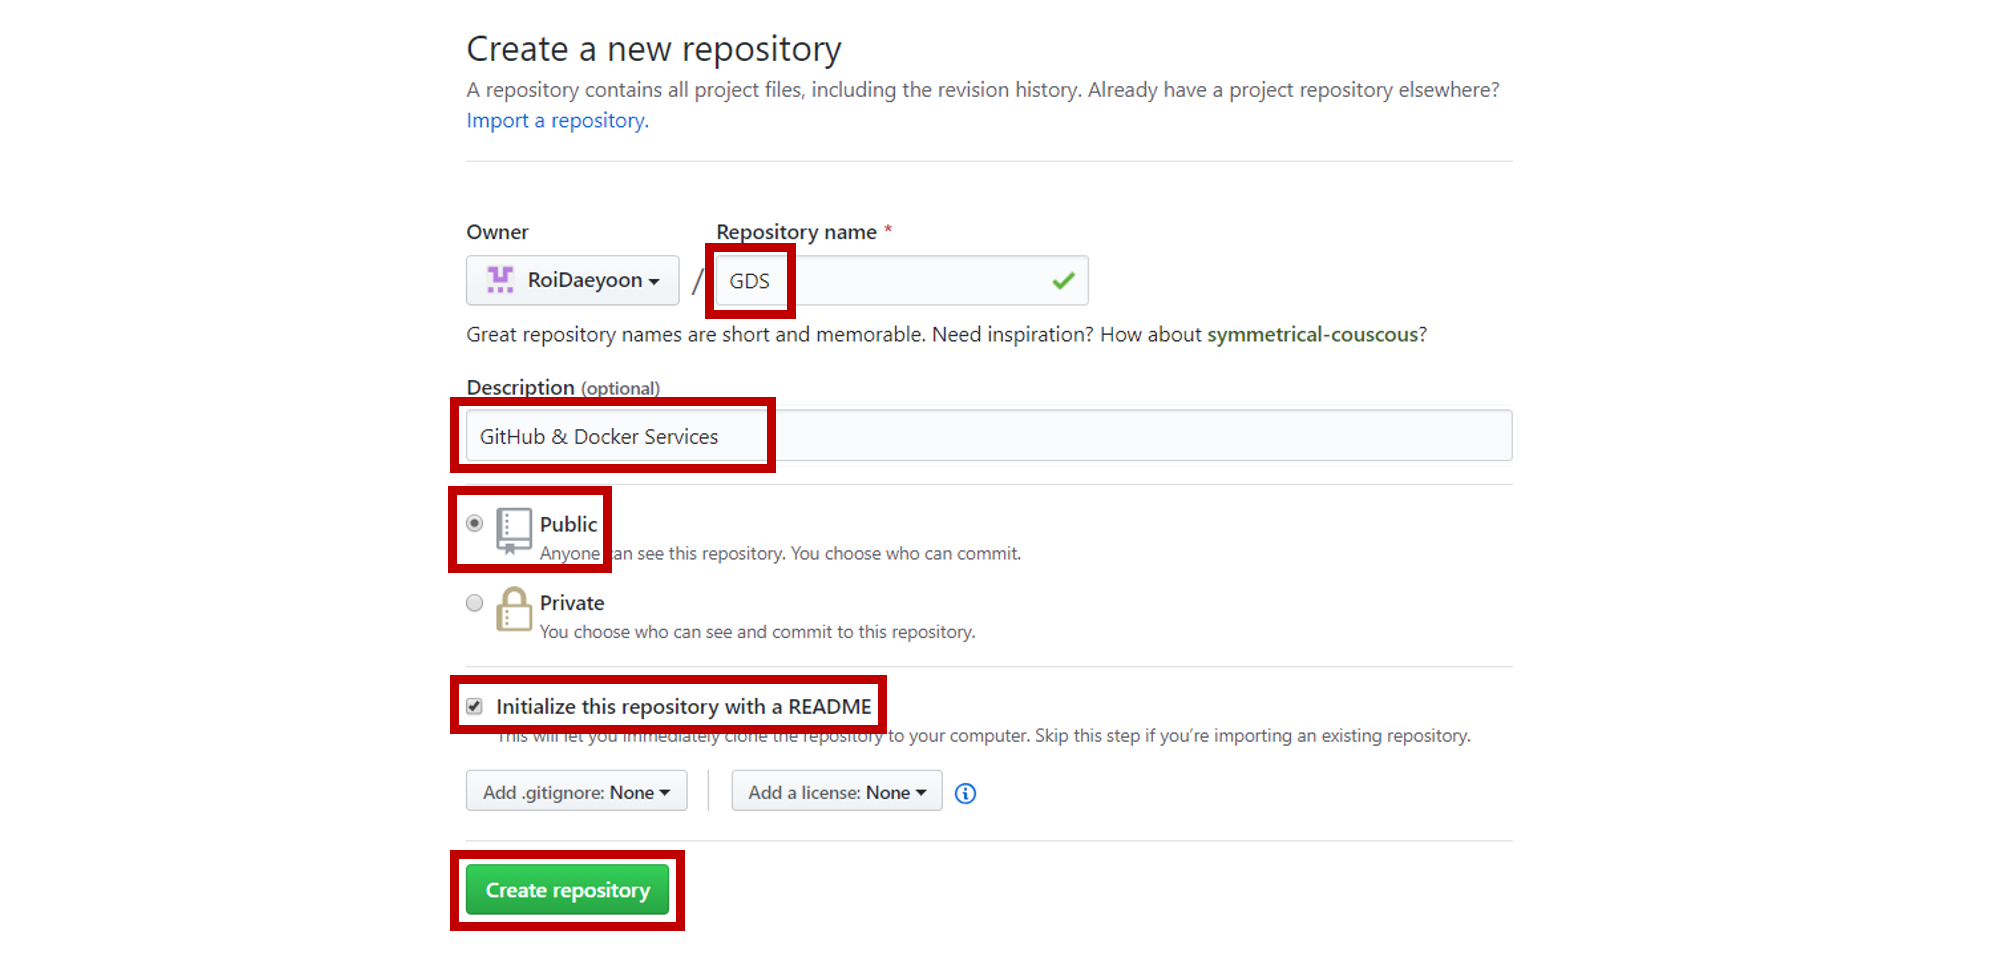 Create a new repository
A repository contains all project files, including the revision history. Already have a project repository elsewhere?
Import a repository.
Owner
Repository name *
RoiDaeyoon
/
GDS
Great repository names are short and memorable. Need inspiration? How about symmetrical-couscous?
Description (optional)
GitHub & Docker Services
Public
Anyone can see this repository. You choose who can commit.
Private
You choose who can see and commit to this repository.
Initialize this repository with a README
This will let you immediately clone the repository to your computer. Skip this step if you’re importing an existing repository.
Add .gitignore: None
Add a license: None
Create repository